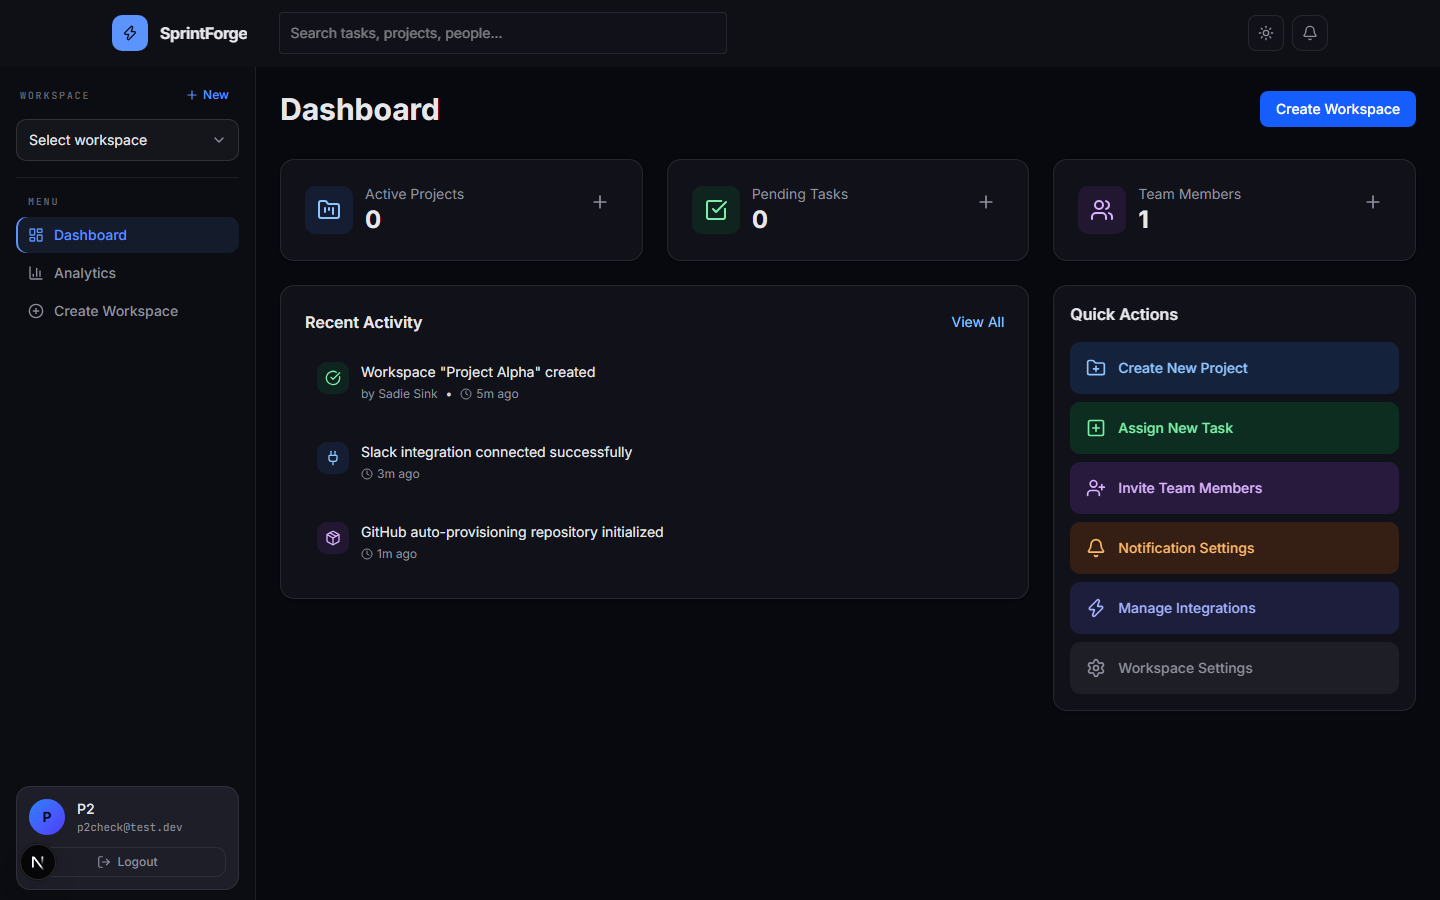 SprintForge
Search tasks, projects, people...
WORKSPACE
New
Select workspace
MENU
Dashboard
Analytics
Create Workspace
P
P2
p2check@test.dev
N
Logout
Dashboard
Create Workspace
Active Projects
0
Pending Tasks
0
Team Members
1
Recent Activity
View All
Workspace "Project Alpha" created
by Sadie Sink • 5m ago
Slack integration connected successfully
3m ago
GitHub auto-provisioning repository initialized
1m ago
Quick Actions
Create New Project
Assign New Task
Invite Team Members
Notification Settings
Manage Integrations
Workspace Settings